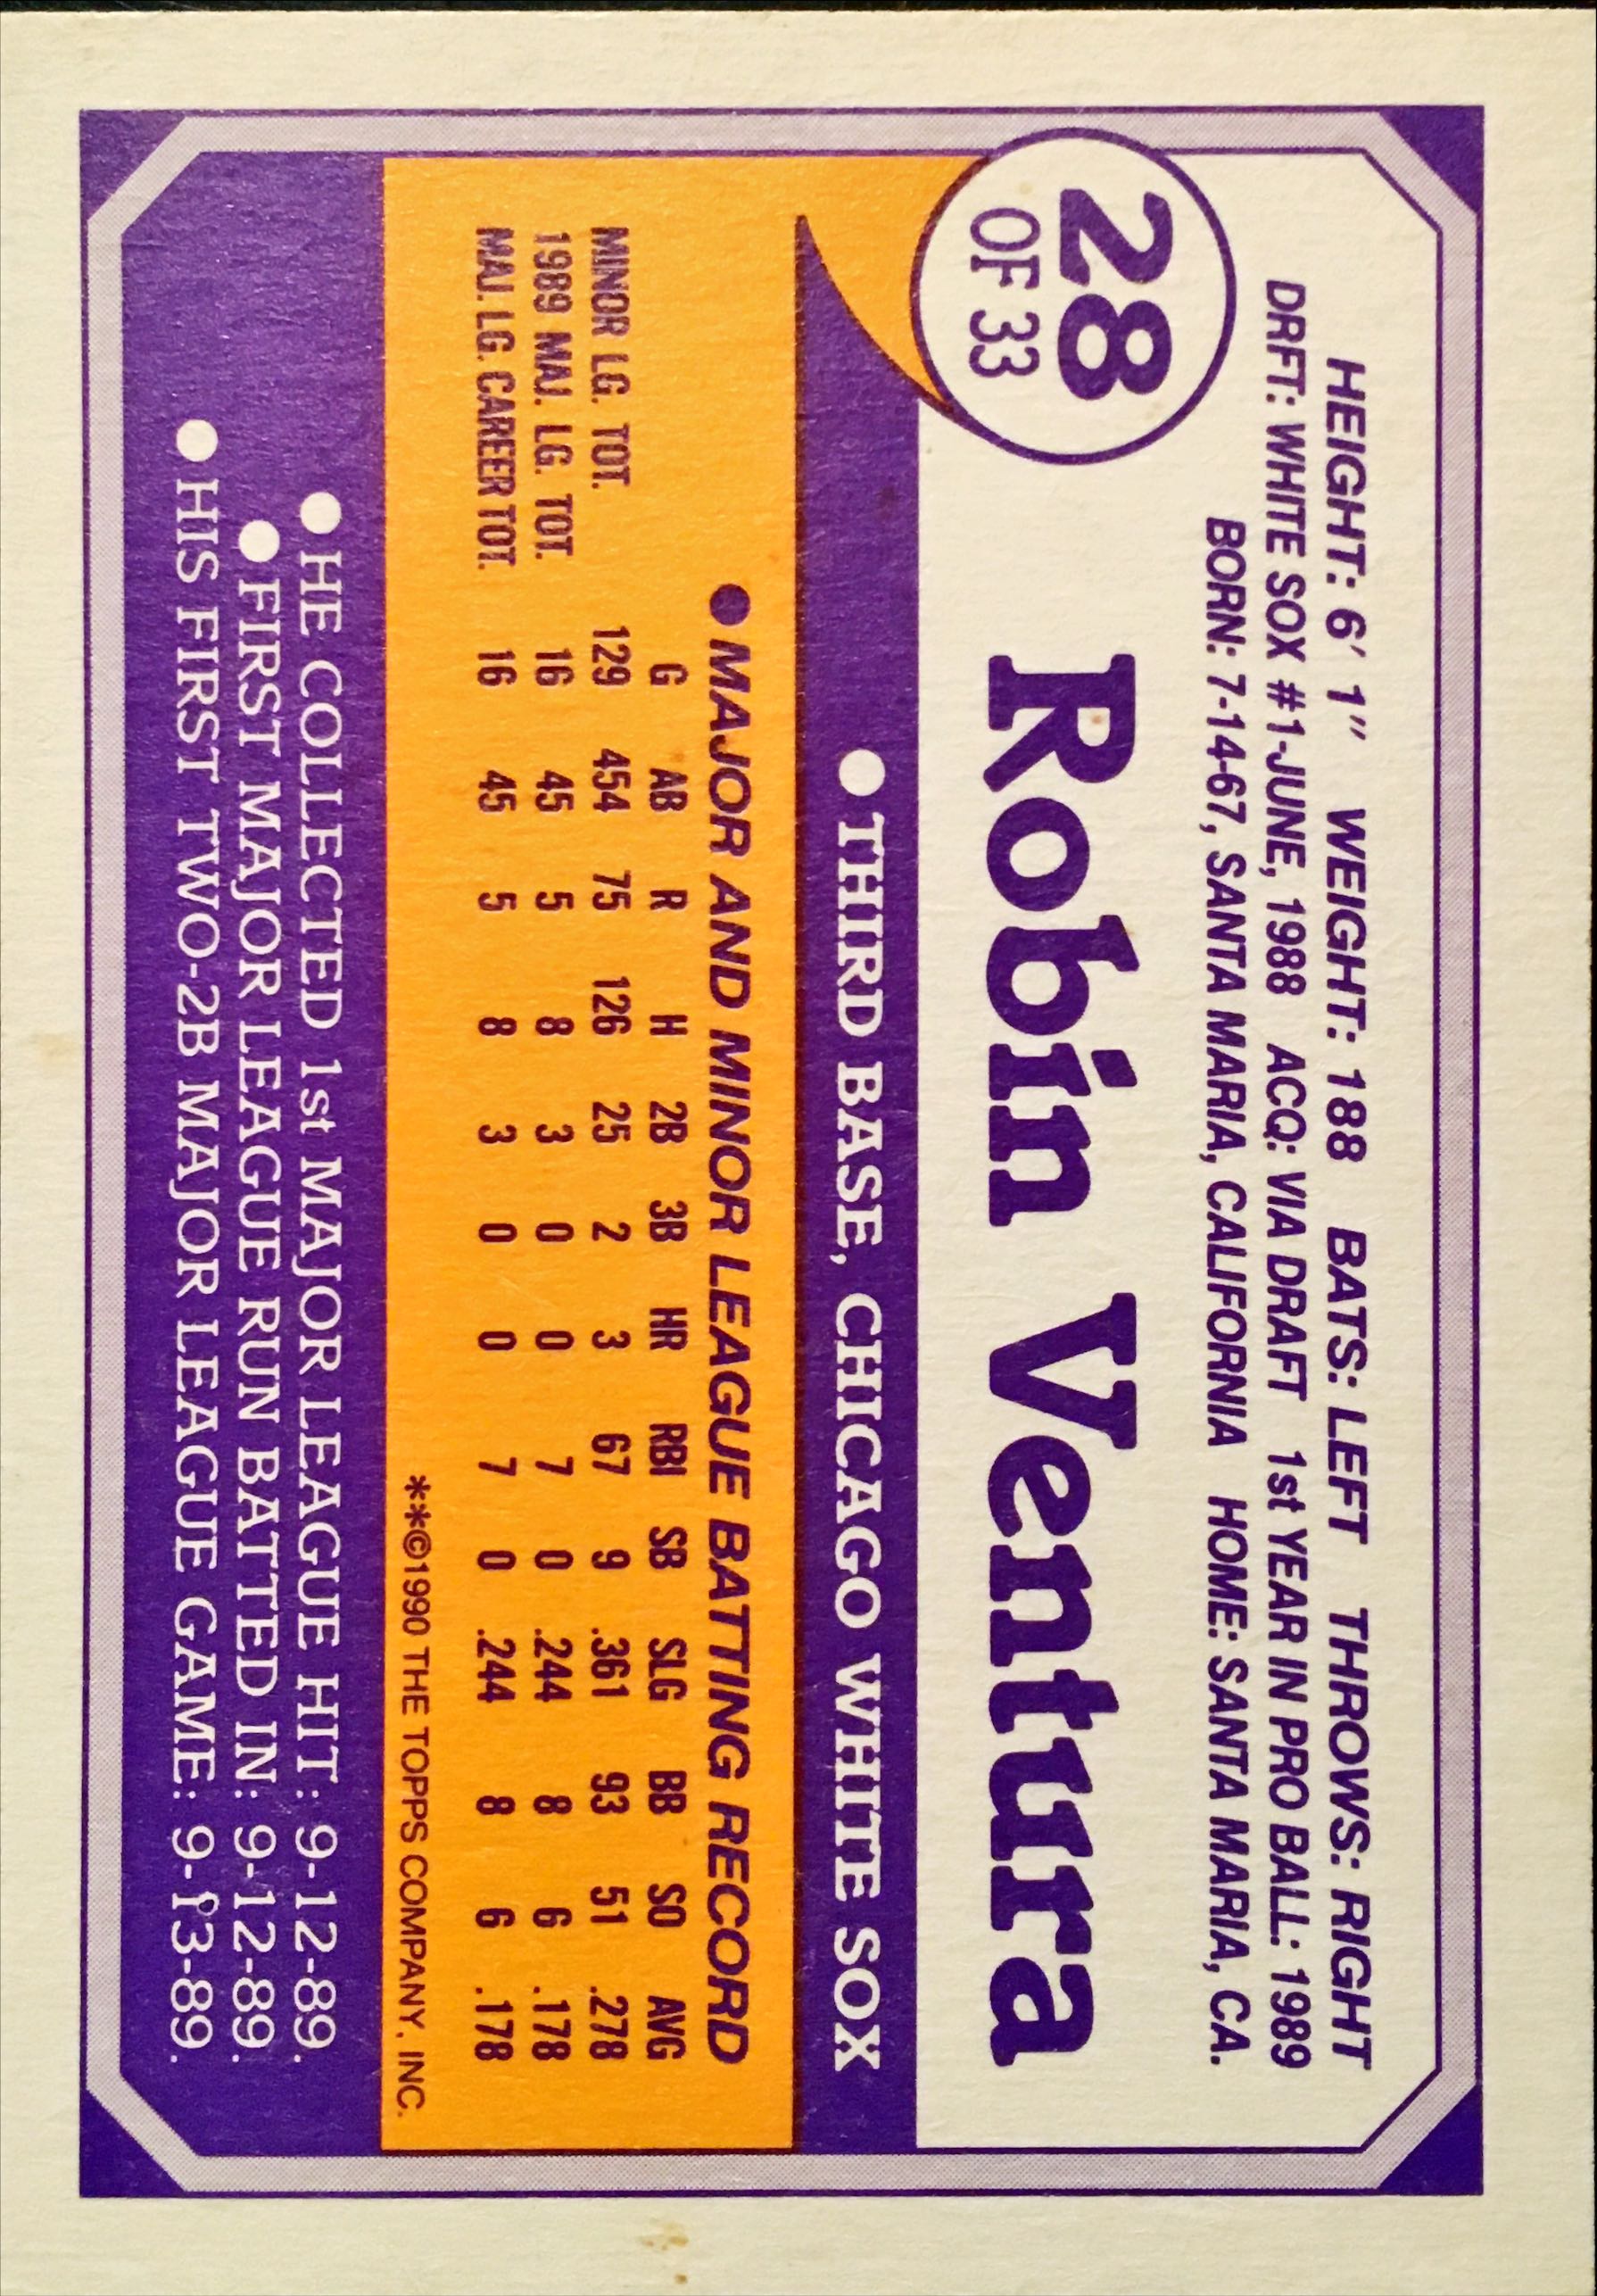 HEIGHT: 6' 1" WEIGHT: 188 BATS: LEFT THROWS: RIGHT
DRFT: WHITE SOX #1-JUNE, 1988 ACQ: VIA DRAFT 1st YEAR IN PRO BALL: 1989
BORN: 7-14-67, SANTA MARIA, CALIFORNIA HOME: SANTA MARIA, CA.
28
OF 33
Robin Ventura
● THIRD BASE, CHICAGO WHITE SOX
● MAJOR AND MINOR LEAGUE BATTING RECORD
G AB R H 2B 3B HR RBI SB SLG BB SO AVG
MINOR LG. TOT. 129 454 75 126 25 2 3 67 9 .361 93 51 .278
1989 MAJ. LG. TOT. 16 45 5 8 3 0 0 7 0 .244 8 6 .178
MAJ. LG. CAREER TOT. 16 45 5 8 3 0 0 7 0 .244 8 6 .178
**©1990 THE TOPPS COMPANY, INC.
● HE COLLECTED 1st MAJOR LEAGUE HIT: 9-12-89.
● FIRST MAJOR LEAGUE RUN BATTED IN: 9-12-89.
● HIS FIRST TWO-2B MAJOR LEAGUE GAME: 9-13-89.